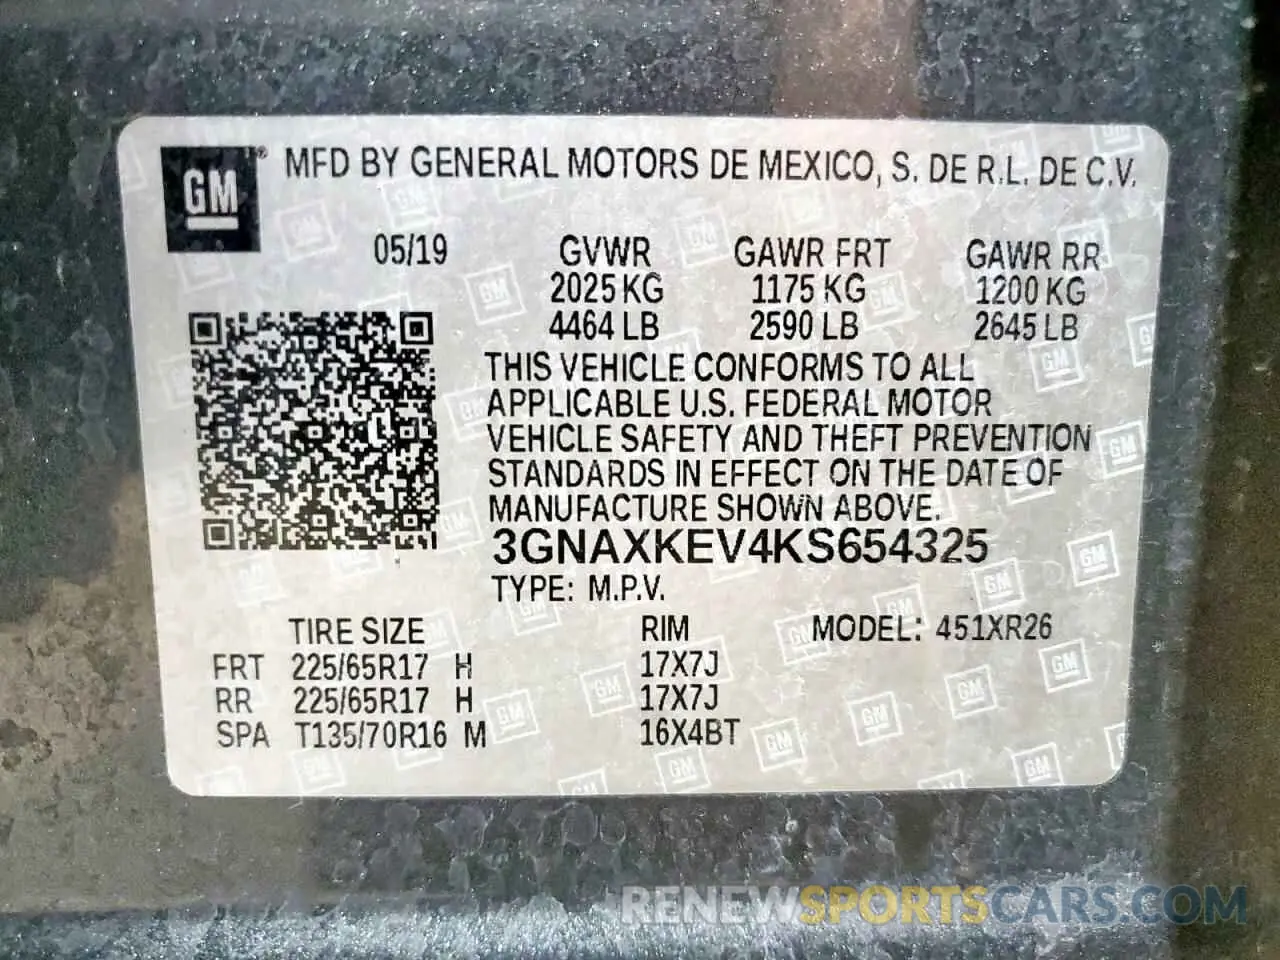 GM® MFD BY GENERAL MOTORS DE MEXICO, S. DE R.L. DE C.V.
05/19 GVWR GAWR FRT GAWR RR
2025 KG 1175 KG 1200 KG
4464 LB 2590 LB 2645 LB
THIS VEHICLE CONFORMS TO ALL
APPLICABLE U.S. FEDERAL MOTOR
VEHICLE SAFETY AND THEFT PREVENTION
STANDARDS IN EFFECT ON THE DATE OF
MANUFACTURE SHOWN ABOVE.
3GNAXKEV4KS654325
TYPE: M.P.V.
TIRE SIZE RIM MODEL: 451XR26
FRT 225/65R17 H 17X7J
RR 225/65R17 H 17X7J
SPA T135/70R16 M 16X4BT
RENEWSPORTSCARS.COM